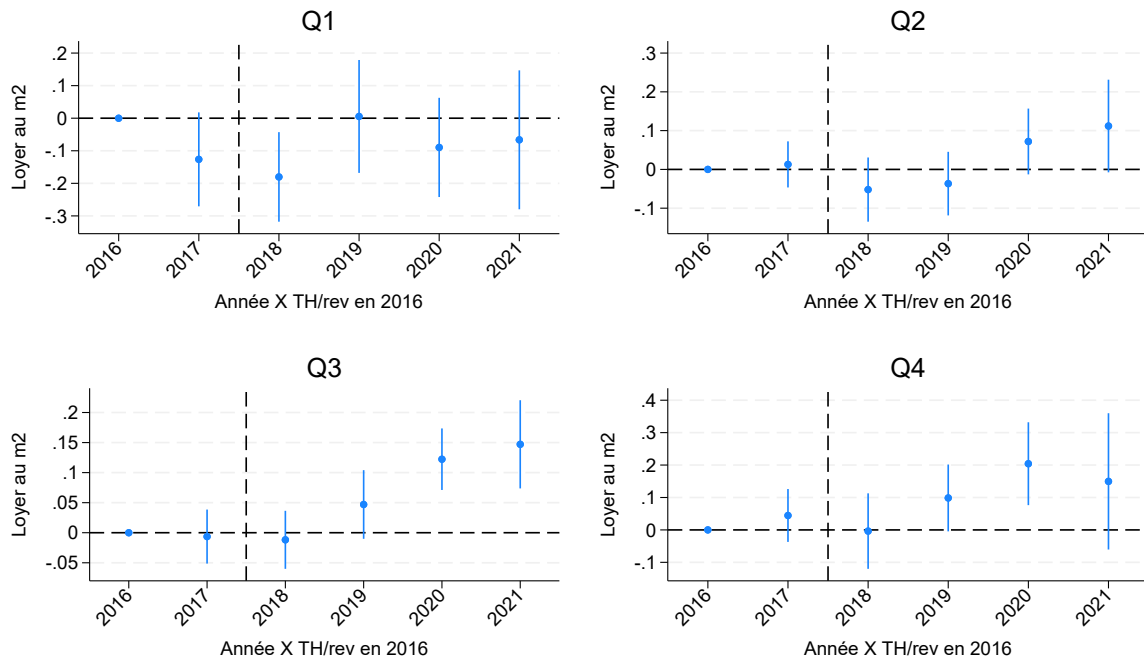 Q1
Loyer au m2
.2
.1
0
-.1
-.2
-.3
2016 2017 2018 2019 2020 2021
Année X TH/rev en 2016
Q2
Loyer au m2
.3
.2
.1
0
-.1
2016 2017 2018 2019 2020 2021
Année X TH/rev en 2016
Q3
Loyer au m2
.2
.15
.1
.05
0
-.05
2016 2017 2018 2019 2020 2021
Année X TH/rev en 2016
Q4
Loyer au m2
.4
.3
.2
.1
0
-.1
2016 2017 2018 2019 2020 2021
Année X TH/rev en 2016